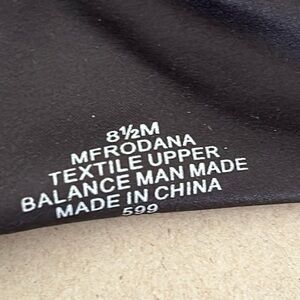 8½M
MFRODANA
TEXTILE UPPER
BALANCE MAN MADE
MADE IN CHINA
599